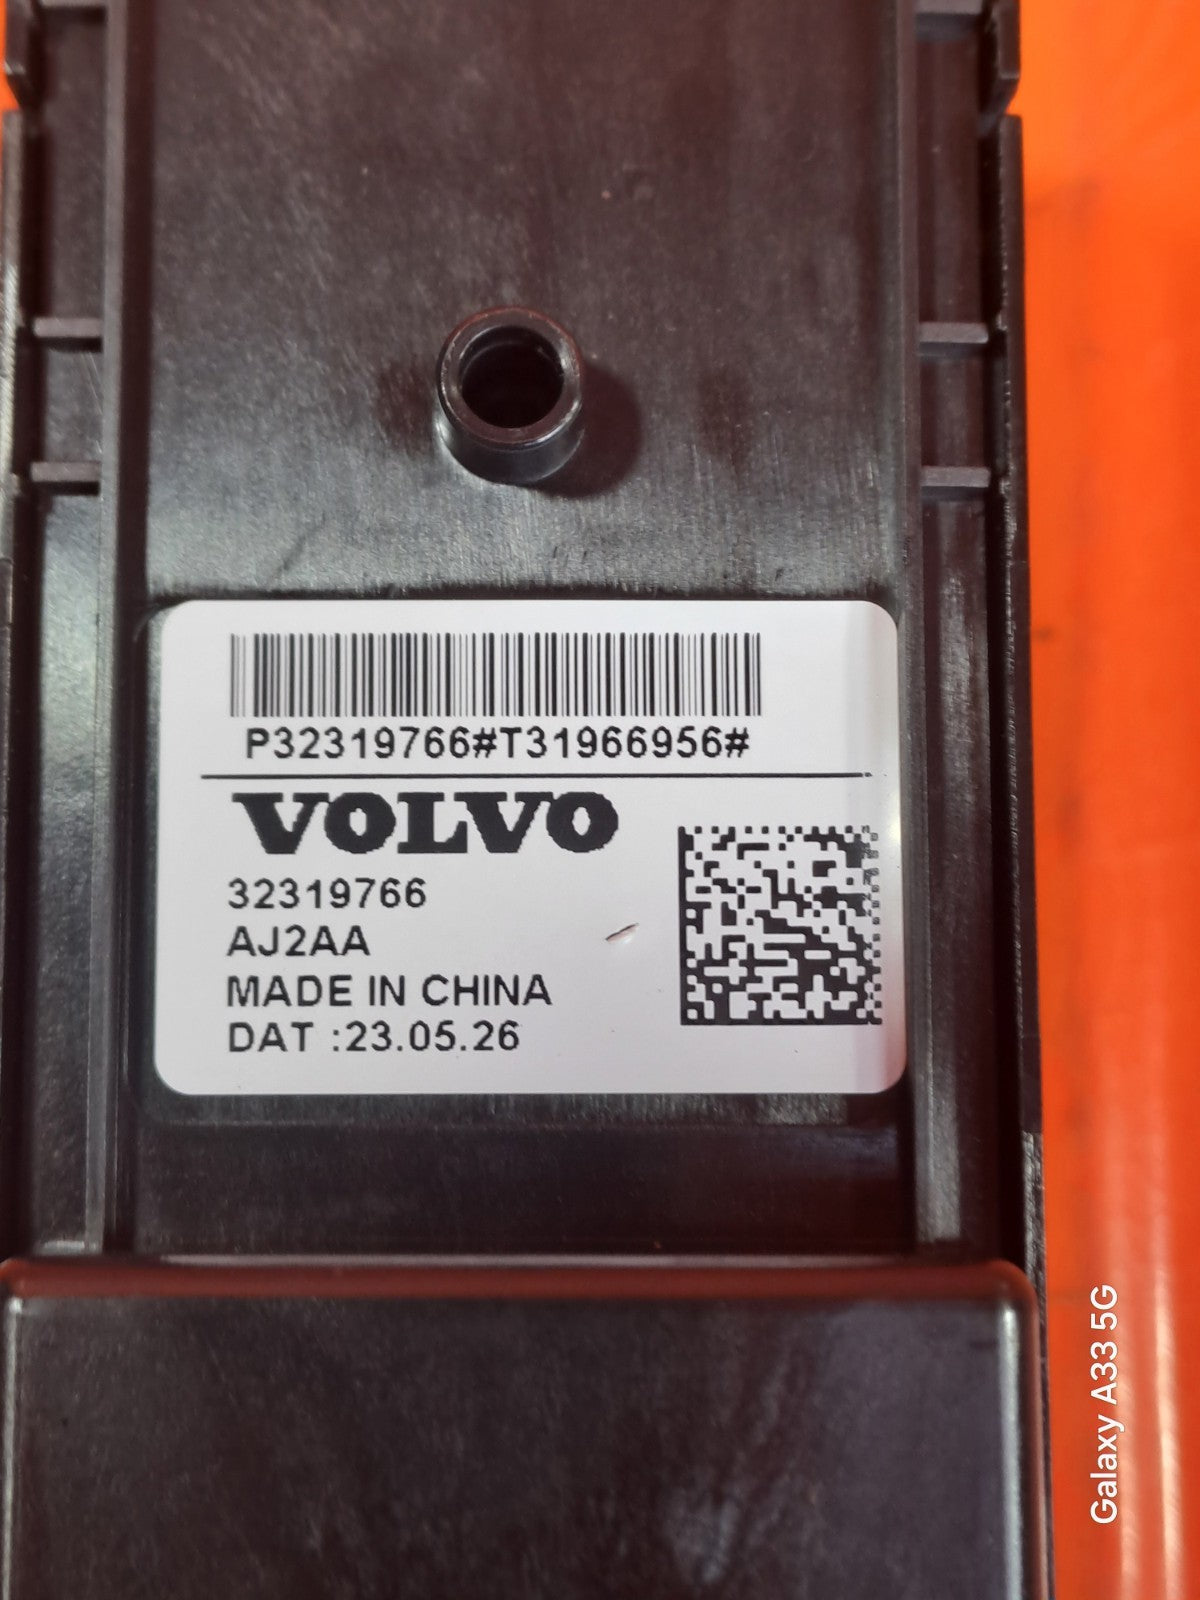 P32319766#T31966956#
VOLVO
32319766
AJ2AA
MADE IN CHINA
DAT :23.05.26
Galaxy A33 5G